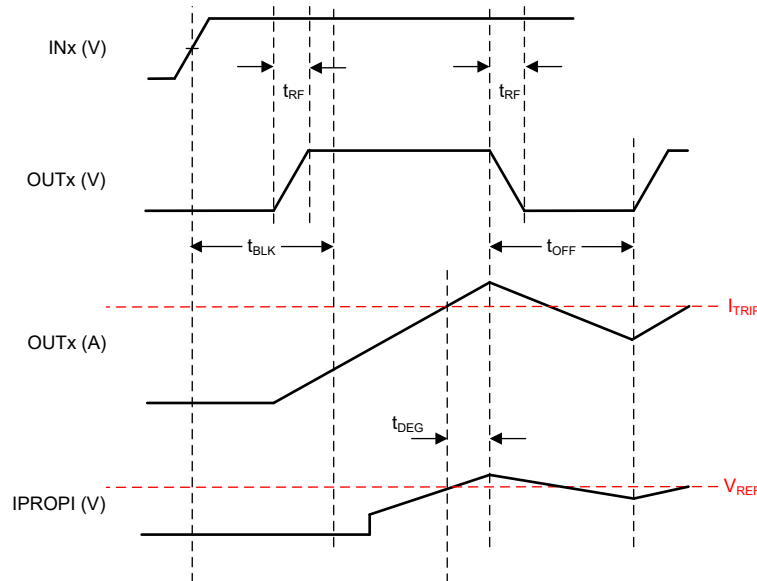 INx (V)
tRF
tRF
OUTx (V)
tBLK
tOFF
ITRIP
OUTx (A)
tDEG
VREF
IPROPI (V)